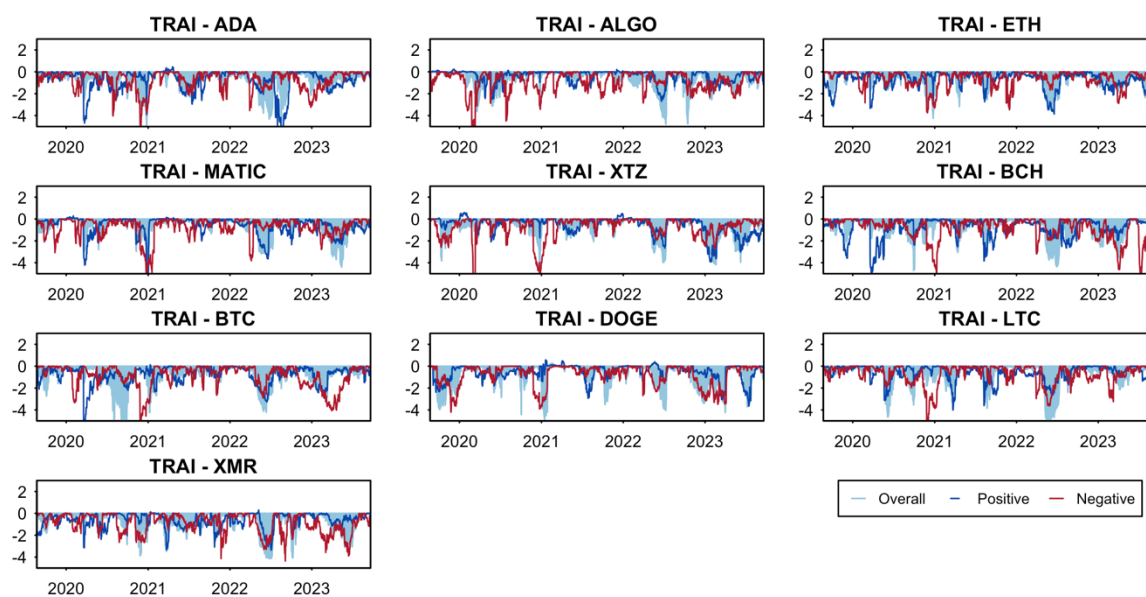 TRAI - ADA
2
0
-2
-4
2020 2021 2022 2023
TRAI - ALGO
2
0
-2
-4
2020 2021 2022 2023
TRAI - ETH
2
0
-2
-4
2020 2021 2022 2023
TRAI - MATIC
2
0
-2
-4
2020 2021 2022 2023
TRAI - XTZ
2
0
-2
-4
2020 2021 2022 2023
TRAI - BCH
2
0
-2
-4
2020 2021 2022 2023
TRAI - BTC
2
0
-2
-4
2020 2021 2022 2023
TRAI - DOGE
2
0
-2
-4
2020 2021 2022 2023
TRAI - LTC
2
0
-2
-4
2020 2021 2022 2023
TRAI - XMR
2
0
-2
-4
2020 2021 2022 2023
Overall Positive Negative